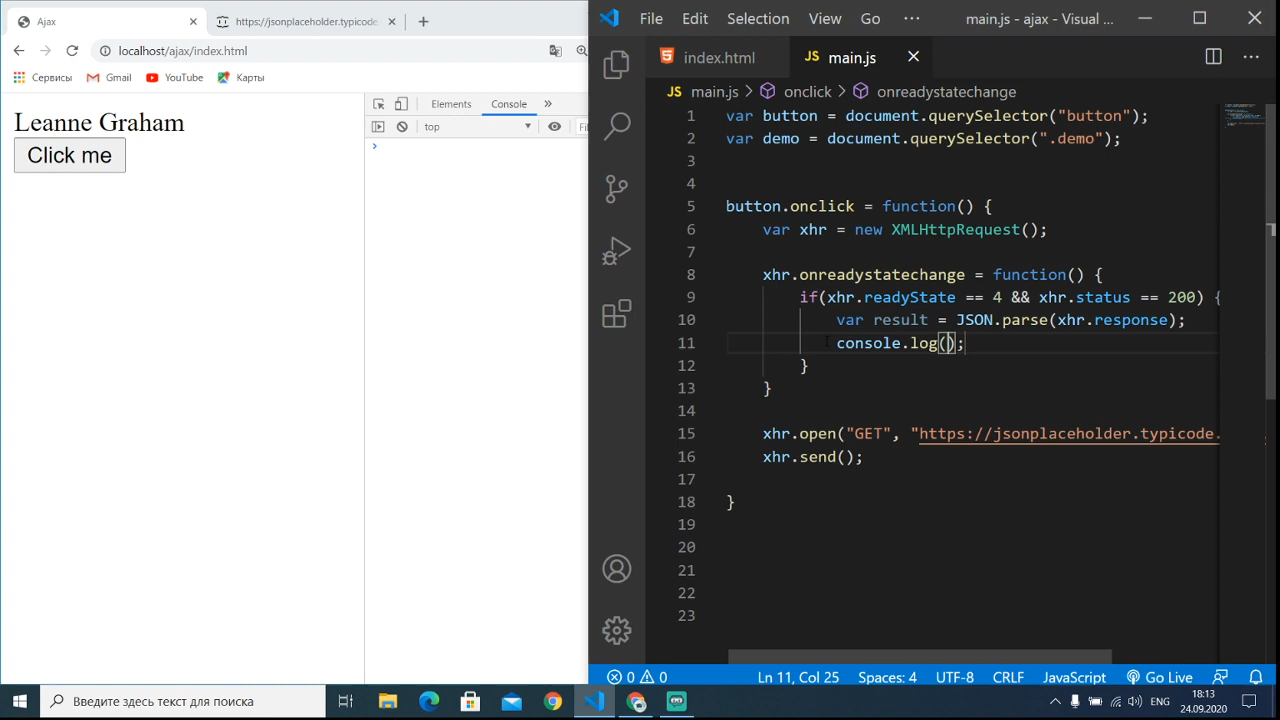 Ajax
https://jsonplaceholder.typicode.
localhost/ajax/index.html
Сервисы
Gmail
YouTube
Карты
Leanne Graham
Click me
Elements
Console
top
Fil
File
Edit
Selection
View
Go
main.js - ajax - Visual ...
index.html
JS main.js
JS main.js > onclick > onreadystatechange
1 var button = document.querySelector("button");
2 var demo = document.querySelector(".demo");
3
4
5 button.onclick = function() {
6 var xhr = new XMLHttpRequest();
7
8 xhr.onreadystatechange = function() {
9 if(xhr.readyState == 4 && xhr.status == 200) {
10 var result = JSON.parse(xhr.response);
11 console.log();
12 }
13 }
14
15 xhr.open("GET", "https://jsonplaceholder.typicode.
16 xhr.send();
17
18 }
19
20
21
22
23
0 0
Ln 11, Col 25
Spaces: 4
UTF-8
CRLF
JavaScript
Go Live
Введите здесь текст для поиска
ENG
18:13
24.09.2020